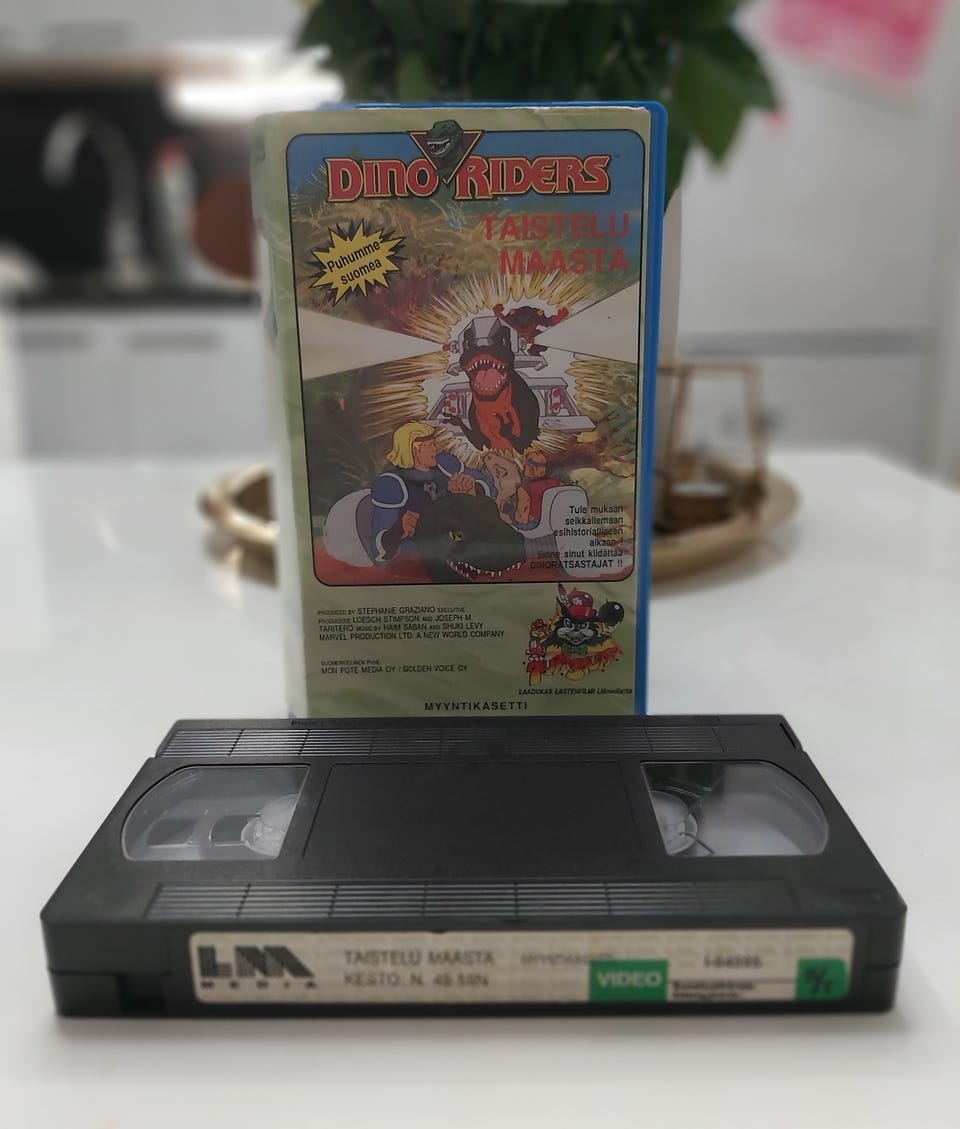 DINO RIDERS
TAISTELU
MAASTA
Puhumme
suomea
Tule mukaan
seikkailemaan
esihistorialliseen
aikaan !
Sinne sinut kiidättää
DINORATSASTAJAT !!
PRODUCED BY STEPHANIE GRAZIANO EXECUTIVE
PRODUCERS LOESCH STIMPSON AND JOSEPH M.
TARITERO MUSIC BY HAIM SABAN AND SHUKI LEVY
MARVEL PRODUCTION LTD. A NEW WORLD COMPANY
SUOMENKIELINEN PUHE
MON POTE MEDIA OY / GOLDEN VOICE OY
LAADUKAS LASTENFILMI LMmedialta
MYYNTIKASETTI
LM
MEDIA
TAISTELU MAASTA MYYNTIKASETTI
KESTO: N. 45 MIN
VIDEO